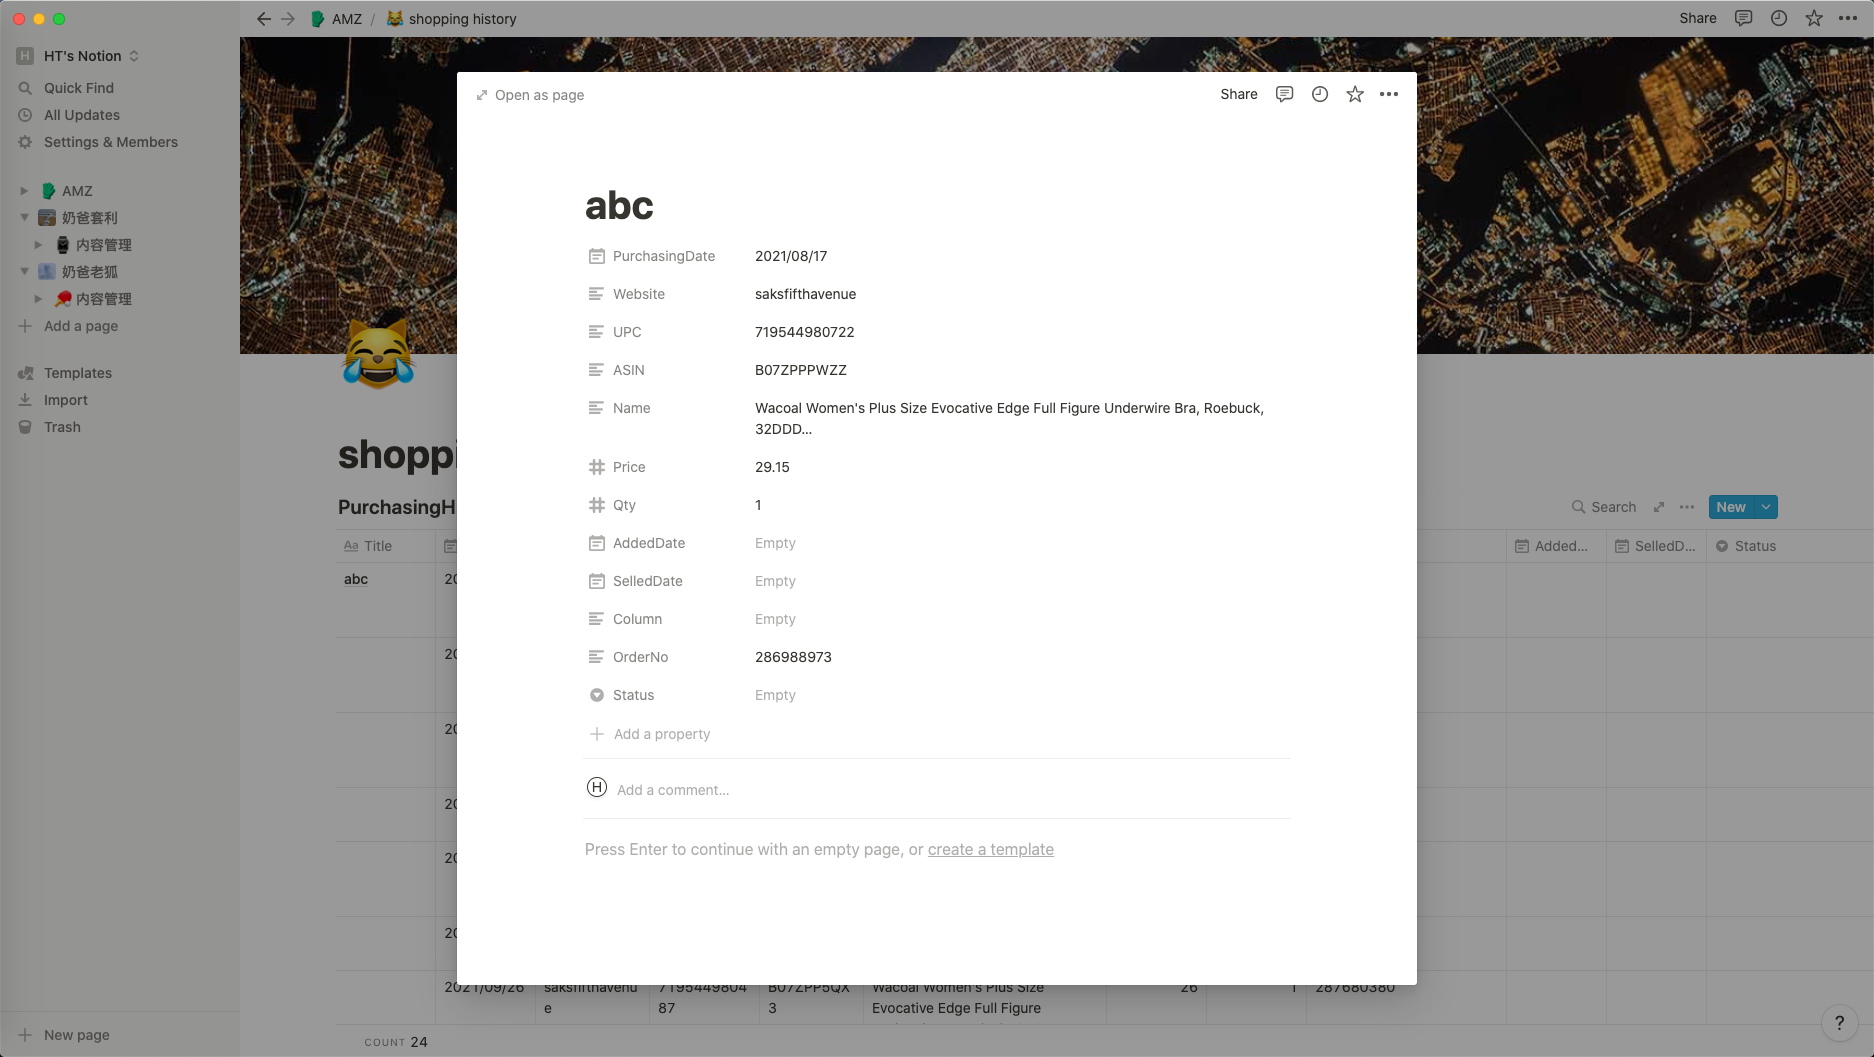 AMZ / shopping history
Share
H HT's Notion
Quick Find
All Updates
Settings & Members
AMZ
奶爸套利
内容管理
奶爸老狐
内容管理
Add a page
Templates
Import
Trash
New page
Open as page
Share
abc
PurchasingDate 2021/08/17
Website saksfifthavenue
UPC 719544980722
ASIN B07ZPPPWZZ
Name Wacoal Women's Plus Size Evocative Edge Full Figure Underwire Bra, Roebuck,
32DDD...
Price 29.15
Qty 1
AddedDate Empty
SelledDate Empty
Column Empty
OrderNo 286988973
Status Empty
Add a property
H Add a comment...
Press Enter to continue with an empty page, or create a template
shoppi
PurchasingH
Search
New
Aa Title
Added...
SelledD...
Status
abc
20
20
20
20
20
20
2021/09/26 saksfifthavenu 7195449804 B07ZPP5QX Wacoal Women's Plus Size 26 1 287680380
e 87 3 Evocative Edge Full Figure
COUNT 24
?